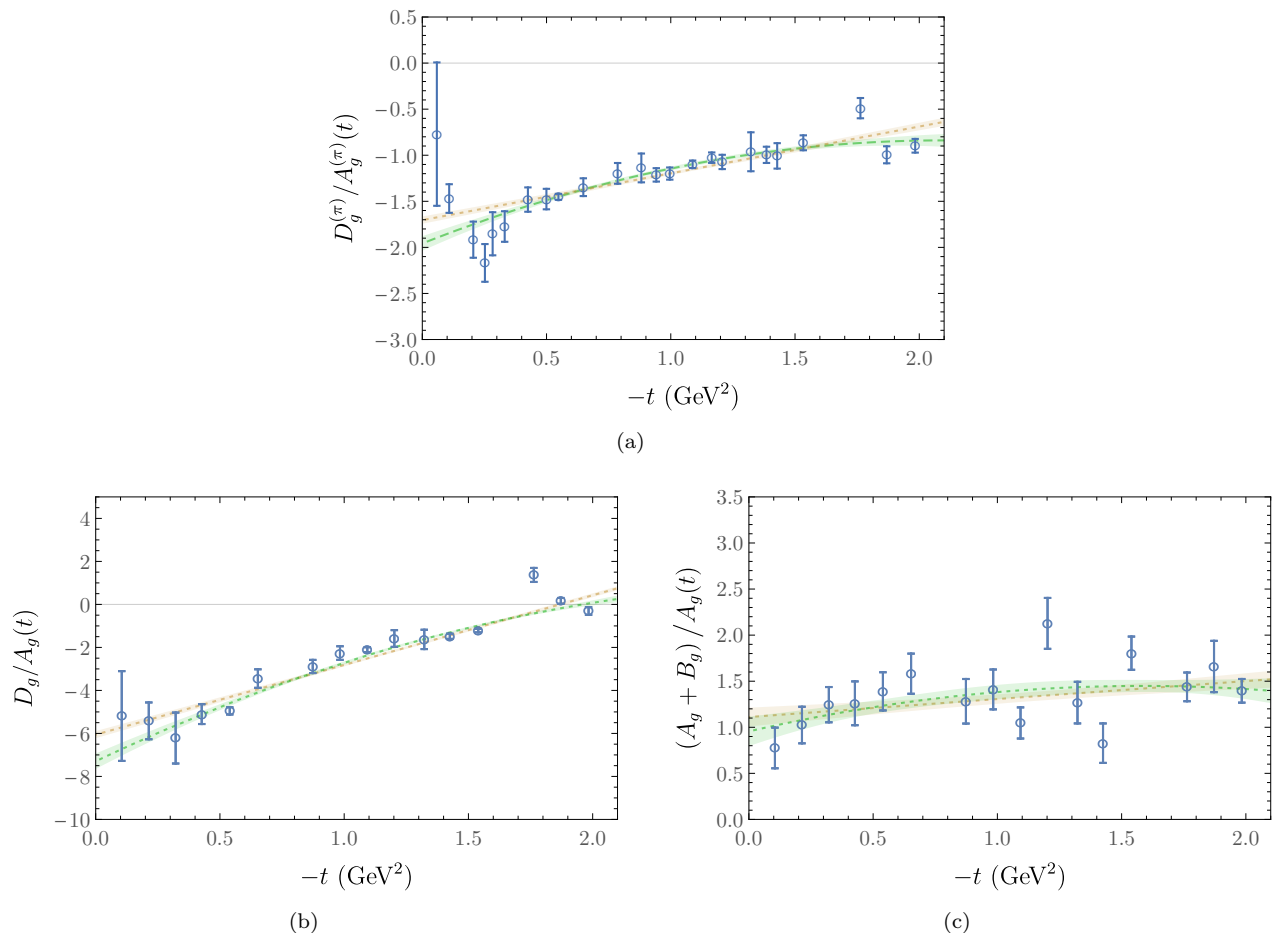 0.5
0.0
−0.5
−1.0
−1.5
−2.0
−2.5
−3.0
0.0 0.5 1.0 1.5 2.0
D_g^{(π)}/A_g^{(π)}(t)
−t (GeV²)
(a)
4
2
0
−2
−4
−6
−8
−10
0.0 0.5 1.0 1.5 2.0
D_g/A_g(t)
−t (GeV²)
(b)
3.5
3.0
2.5
2.0
1.5
1.0
0.5
0.0
0.0 0.5 1.0 1.5 2.0
(A_g + B_g) /A_g(t)
−t (GeV²)
(c)